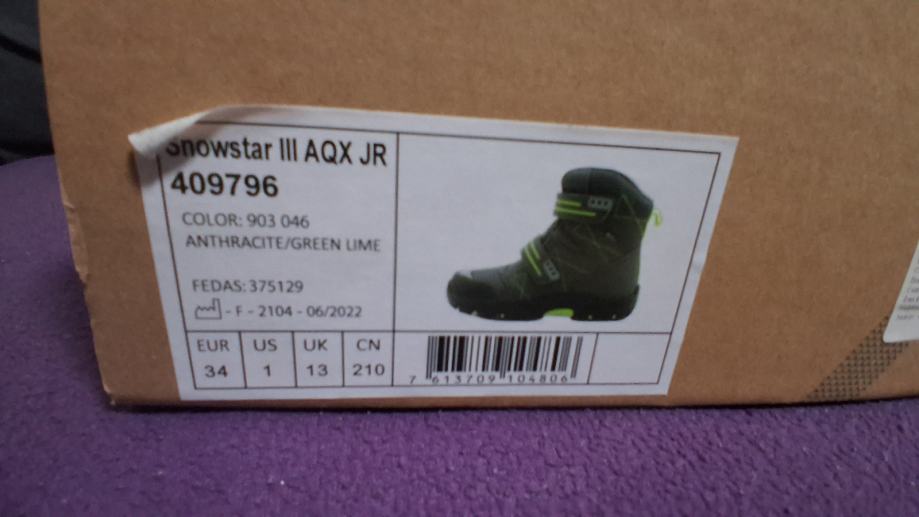 Snowstar III AQX JR
409796
COLOR: 903 046
ANTHRACITE/GREEN LIME
FEDAS: 375129
- F - 2104 - 06/2022
EUR US UK CN
34 1 13 210
7 613709 104806